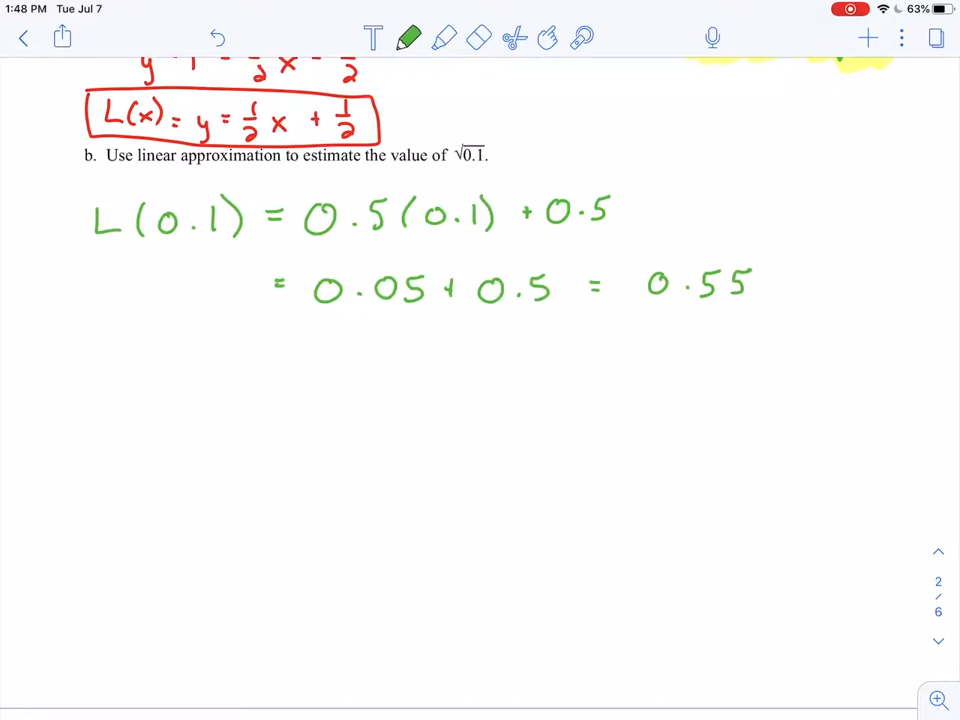 1:48 PM Tue Jul 7
63%
L(x) = y = 1/2 x + 1/2
b. Use linear approximation to estimate the value of √0.1.
L(0.1) = 0.5(0.1) + 0.5
= 0.05 + 0.5 = 0.55
2
/
6